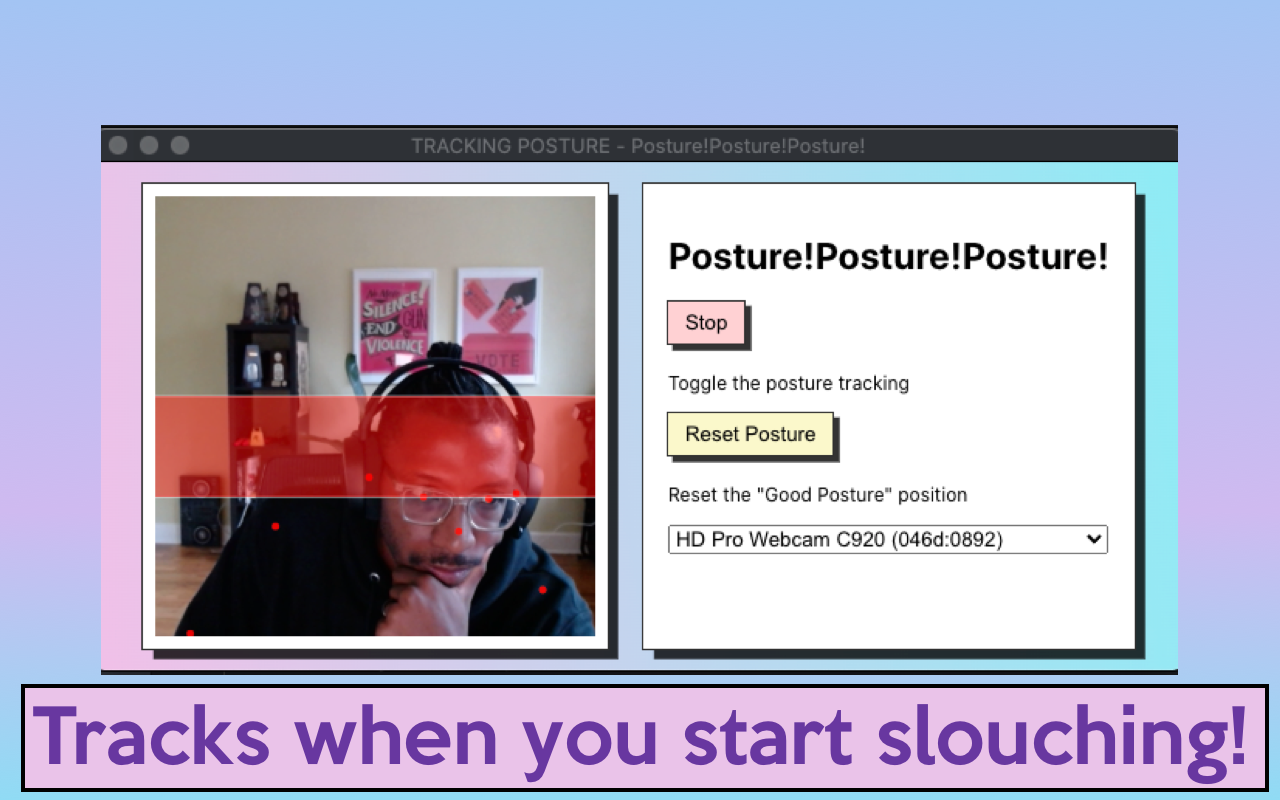 TRACKING POSTURE - Posture!Posture!Posture!
SILENCE!
END
GUN
VIOLENCE
VOTE
Posture!Posture!Posture!
Stop
Toggle the posture tracking
Reset Posture
Reset the "Good Posture" position
HD Pro Webcam C920 (046d:0892)
Tracks when you start slouching!